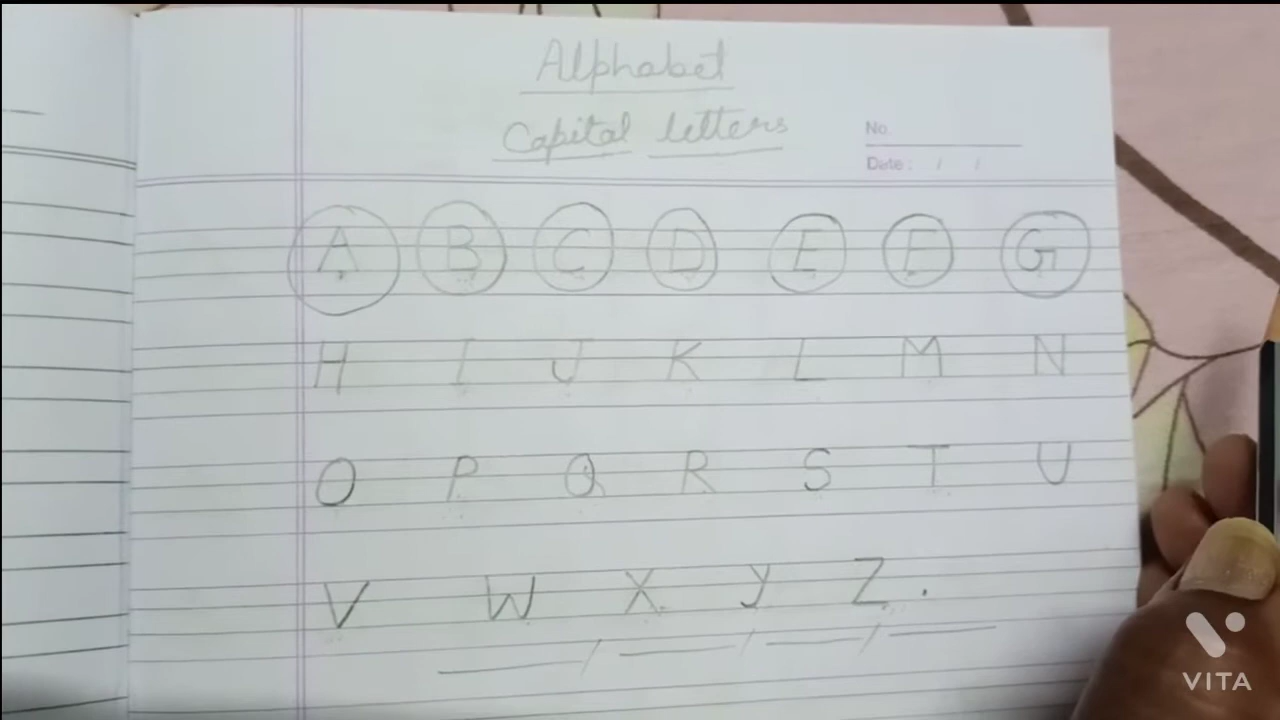 Alphabet
Capital letters
No.
Date : / /
A B C D E F G
H I J K L M N
O P Q R S T U
V W X Y Z .
VITA